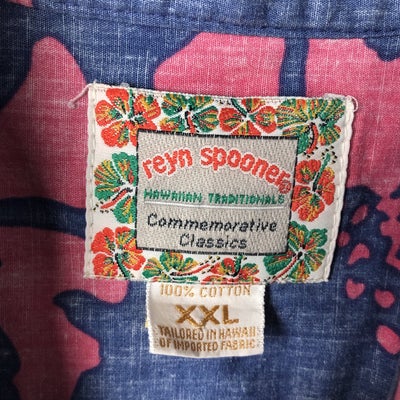 reyn spooner®
HAWAIIAN TRADITIONALS
Commemorative
Classics
100% COTTON
XXL
TAILORED IN HAWAII
OF IMPORTED FABRIC